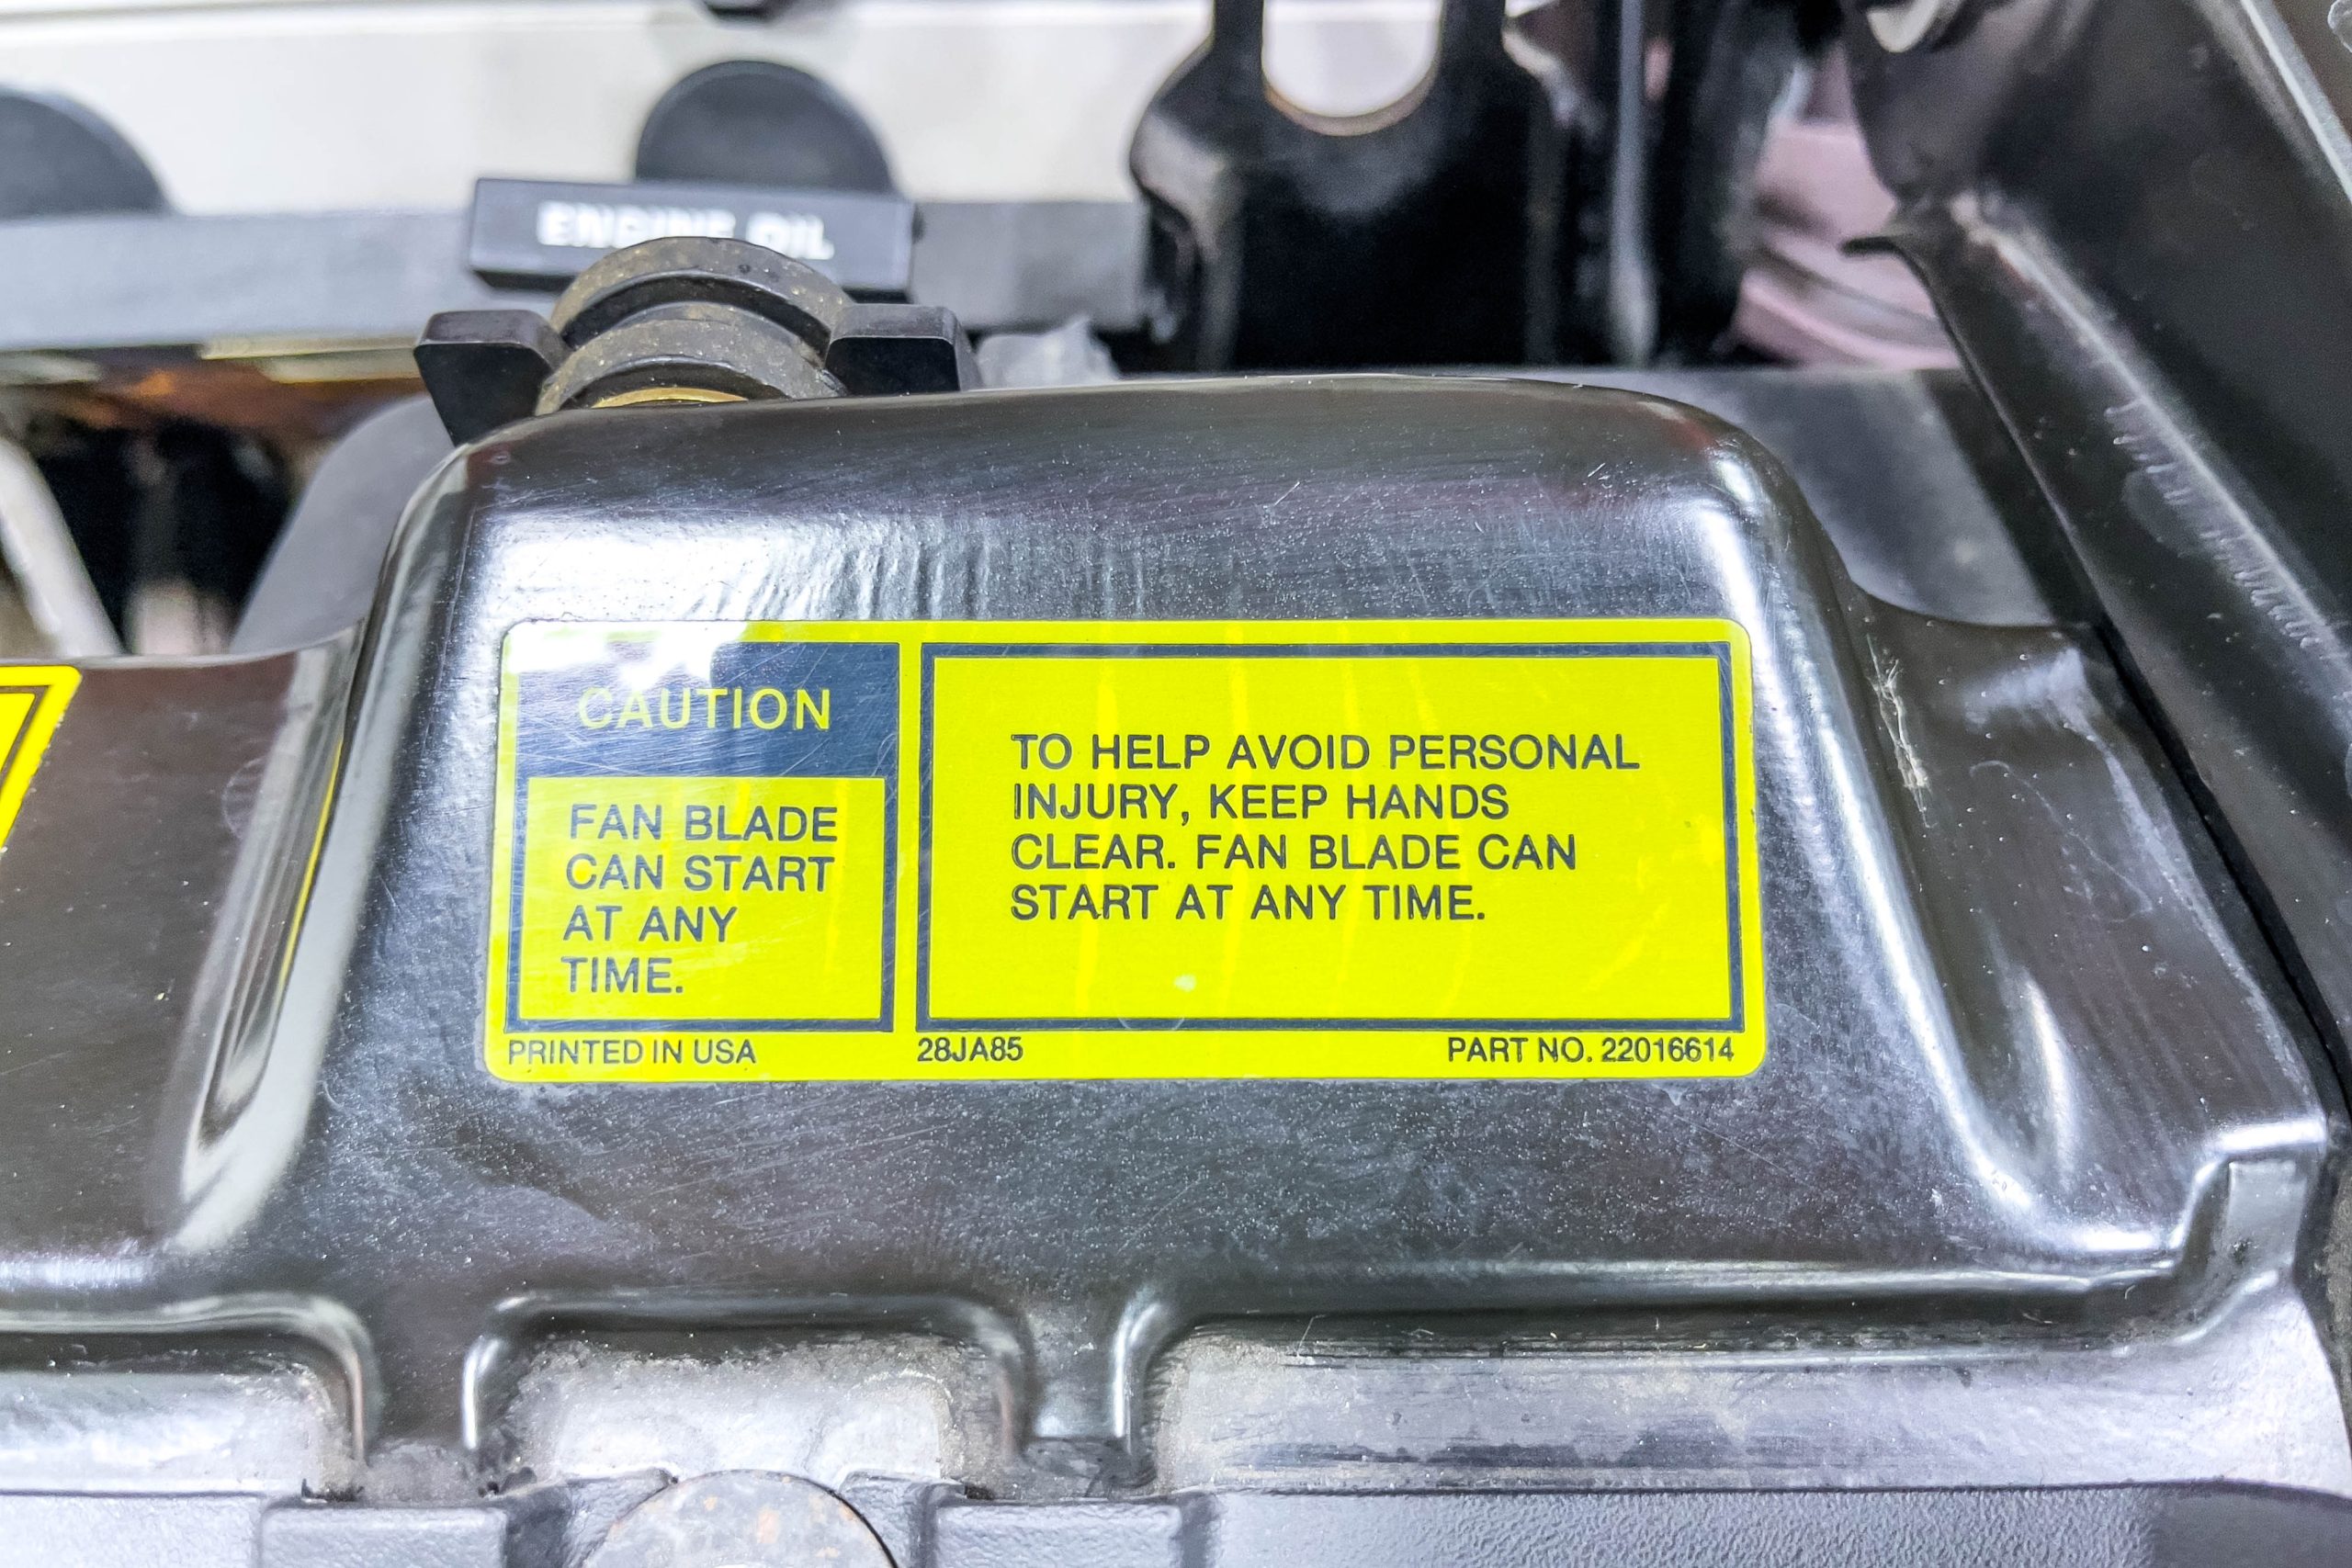 ENGINE OIL
CAUTION
FAN BLADE
CAN START
AT ANY
TIME.
TO HELP AVOID PERSONAL
INJURY, KEEP HANDS
CLEAR. FAN BLADE CAN
START AT ANY TIME.
PRINTED IN USA
28JA85
PART NO. 22016614